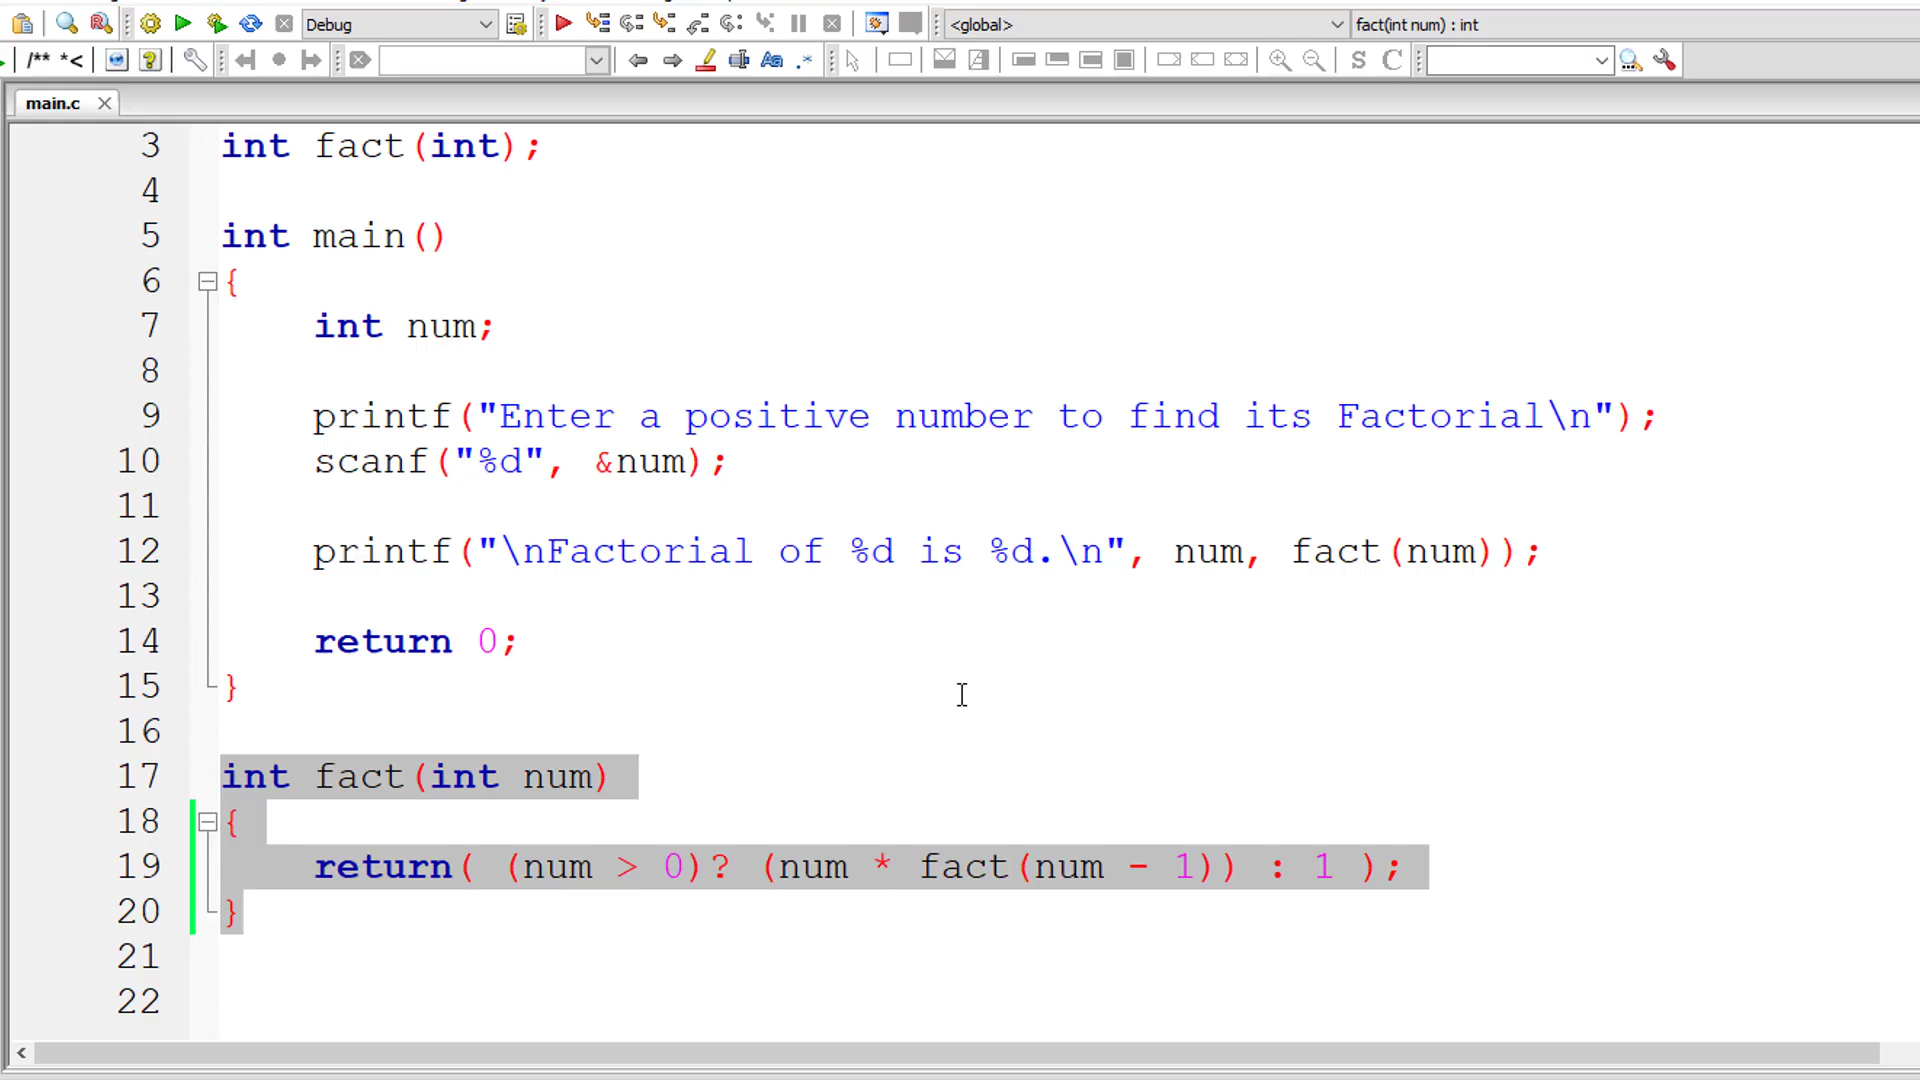 Debug <global> fact(int num) : int
/** *< Aa .* S C
main.c
3 int fact(int);
4
5 int main()
6 {
7 int num;
8
9 printf("Enter a positive number to find its Factorial\n");
10 scanf("%d", &num);
11
12 printf("\nFactorial of %d is %d.\n", num, fact(num));
13
14 return 0;
15 }
16
17 int fact(int num)
18 {
19 return( (num > 0)? (num * fact(num - 1)) : 1 );
20 }
21
22